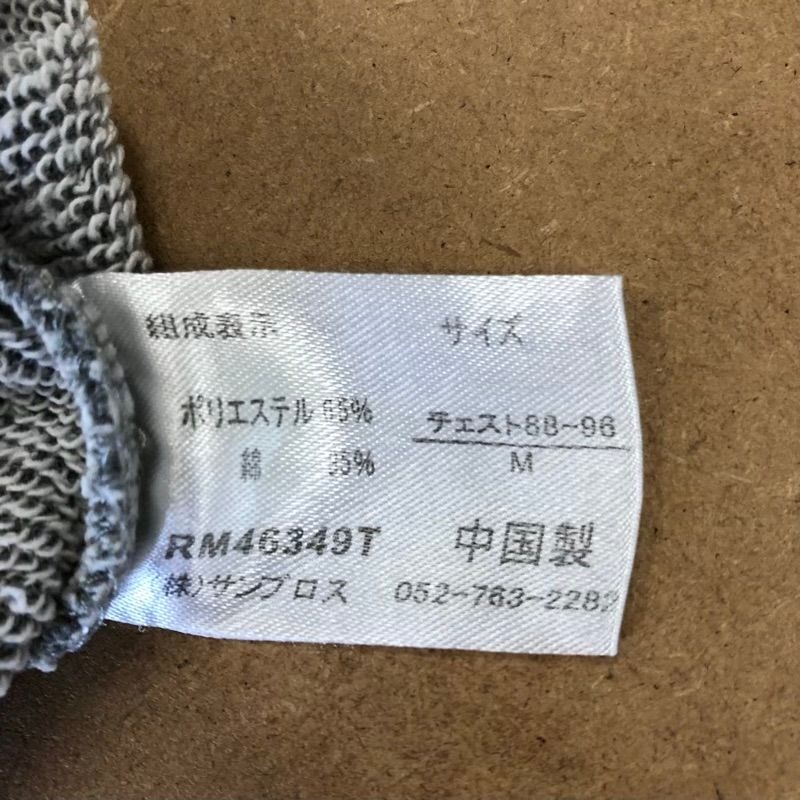 組成表示 サイズ
ポリエステル 65% チェスト88-96
綿 35% M
RM46349T 中国製
(株)サンブロス 052-763-2282